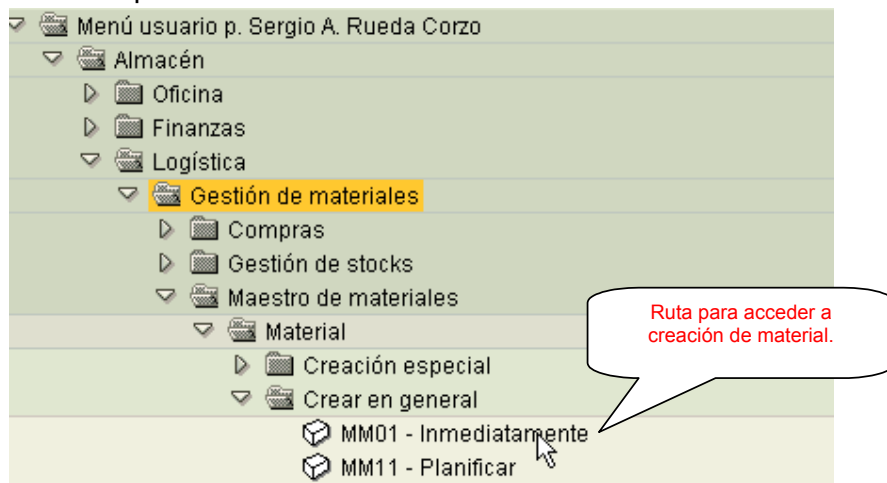 Menú usuario p. Sergio A. Rueda Corzo
Almacén
Oficina
Finanzas
Logística
Gestión de materiales
Compras
Gestión de stocks
Maestro de materiales
Ruta para acceder a
creación de material.
Material
Creación especial
Crear en general
MM01 - Inmediatamente
MM11 - Planificar